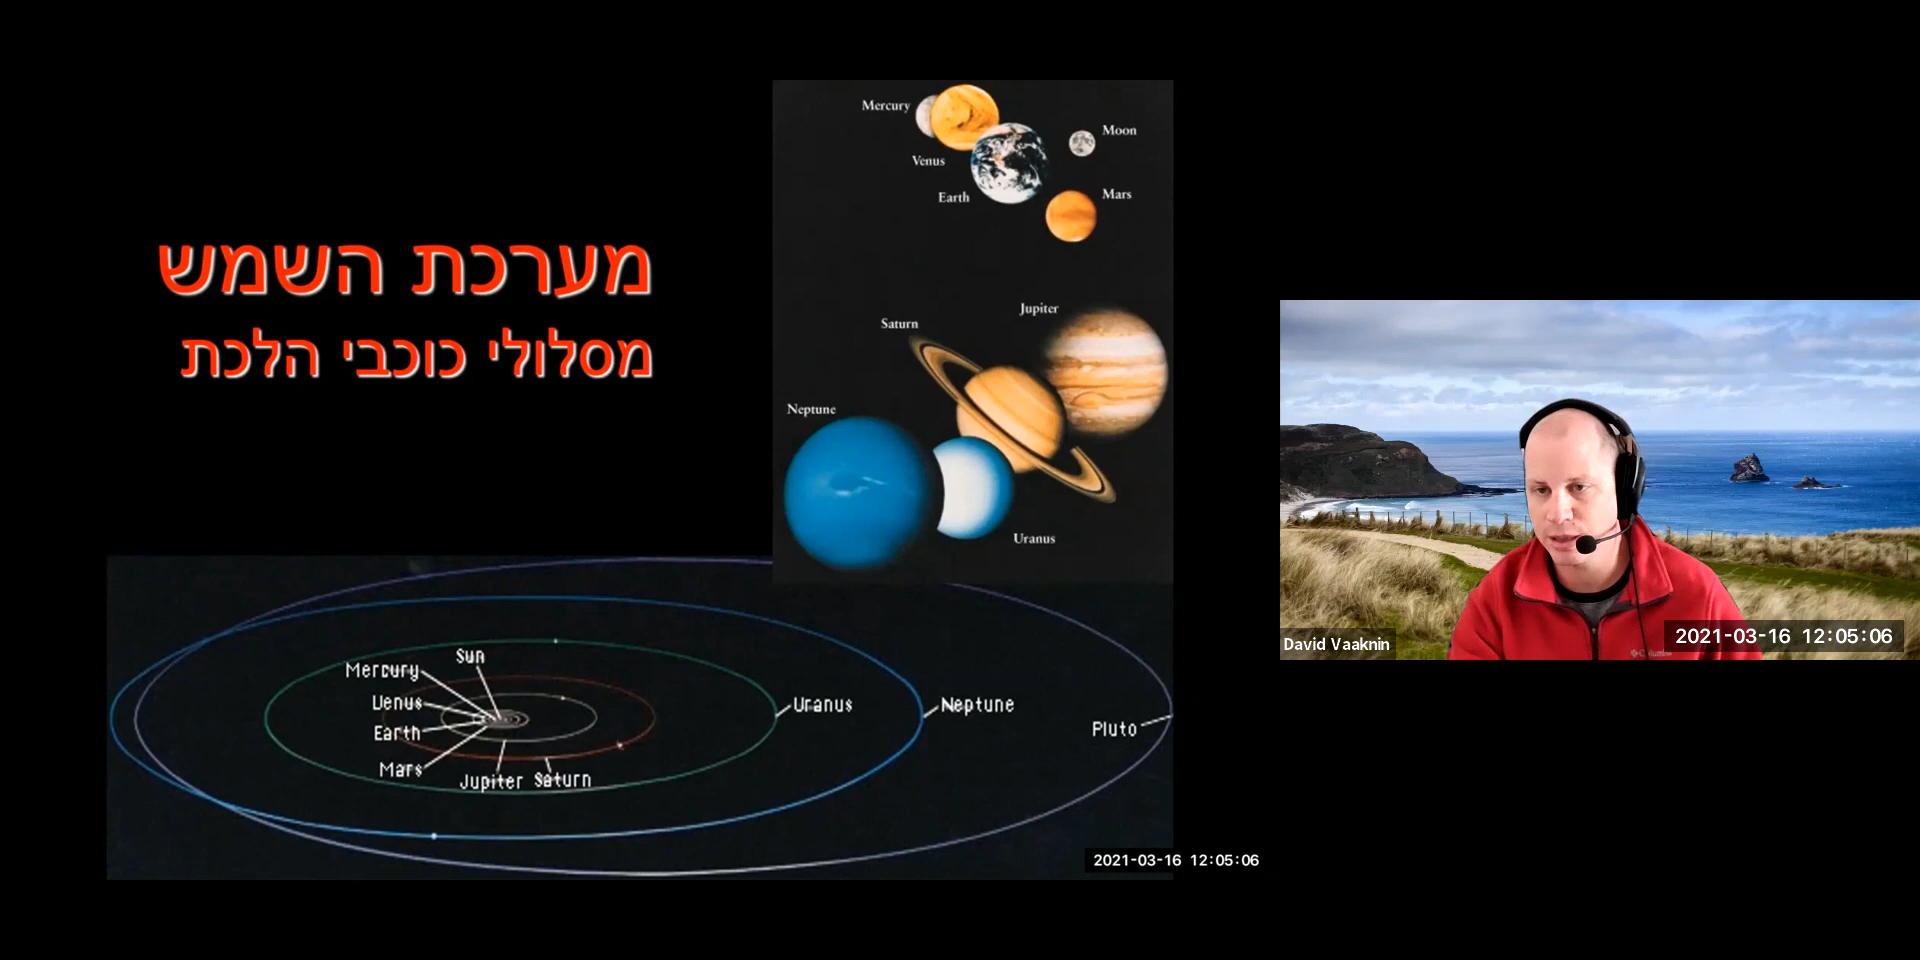 מערכת השמש
מסלולי כוכבי הלכת
Mercury
Venus
Earth
Moon
Mars
Jupiter
Saturn
Neptune
Uranus
Sun
Mercury
Venus
Earth
Mars
Jupiter Saturn
Uranus
Neptune
Pluto
2021-03-16 12:05:06
David Vaaknin
2021-03-16 12:05:06
Columbia